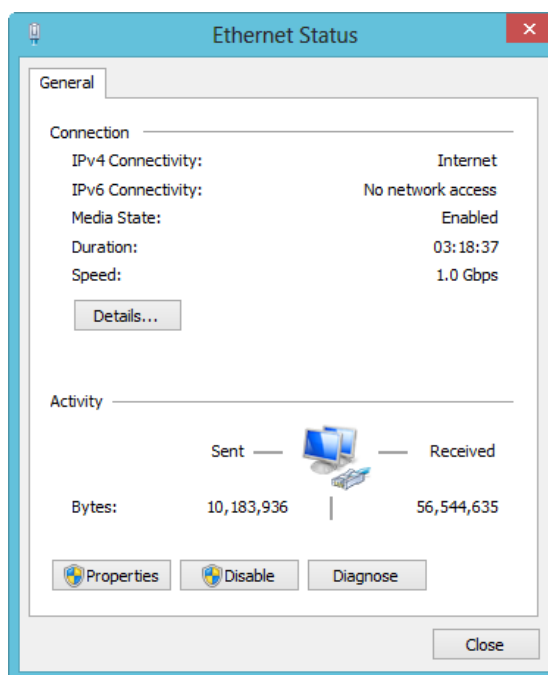 Ethernet Status
General
Connection
IPv4 Connectivity: Internet
IPv6 Connectivity: No network access
Media State: Enabled
Duration: 03:18:37
Speed: 1.0 Gbps
Details...
Activity
Sent Received
Bytes: 10,183,936 56,544,635
Properties Disable Diagnose
Close